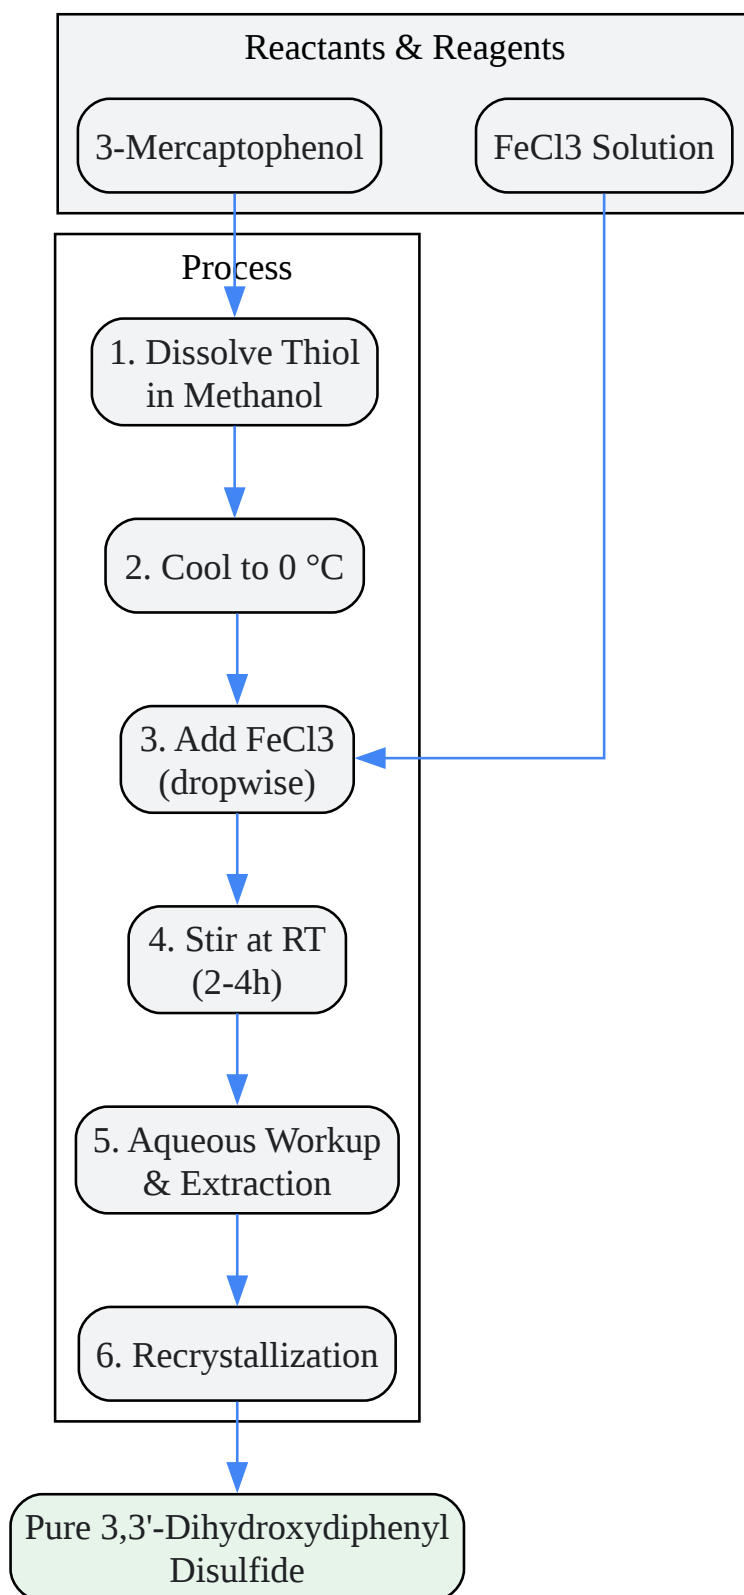 Reactants & Reagents
3-Mercaptophenol
FeCl3 Solution
Process
1. Dissolve Thiol
in Methanol
2. Cool to 0 °C
3. Add FeCl3
(dropwise)
4. Stir at RT
(2-4h)
5. Aqueous Workup
& Extraction
6. Recrystallization
Pure 3,3'-Dihydroxydiphenyl
Disulfide